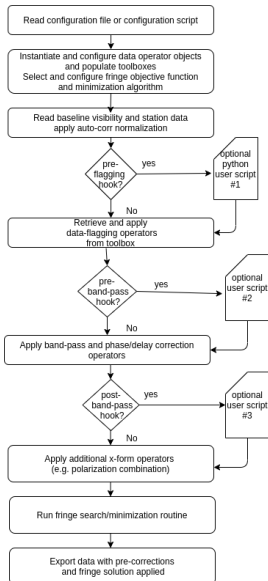 Read configuration file or configuration script
Instantiate and configure data operator objects
and populate toolboxes
Select and configure fringe objective function
and minimization algorithm
Read baseline visibility and station data
apply auto-corr normalization
pre-
flagging
hook?
yes
optional
python
user script
#1
No
Retrieve and apply
data-flagging operators
from toolbox
pre-
band-pass
hook?
yes
optional
user script
#2
No
Apply band-pass and phase/delay correction
operators
post-
band-pass
hook?
yes
optional
user script
#3
No
Apply additional x-form operators
(e.g. polarization combination)
Run fringe search/minimization routine
Export data with pre-corrections
and fringe solution applied